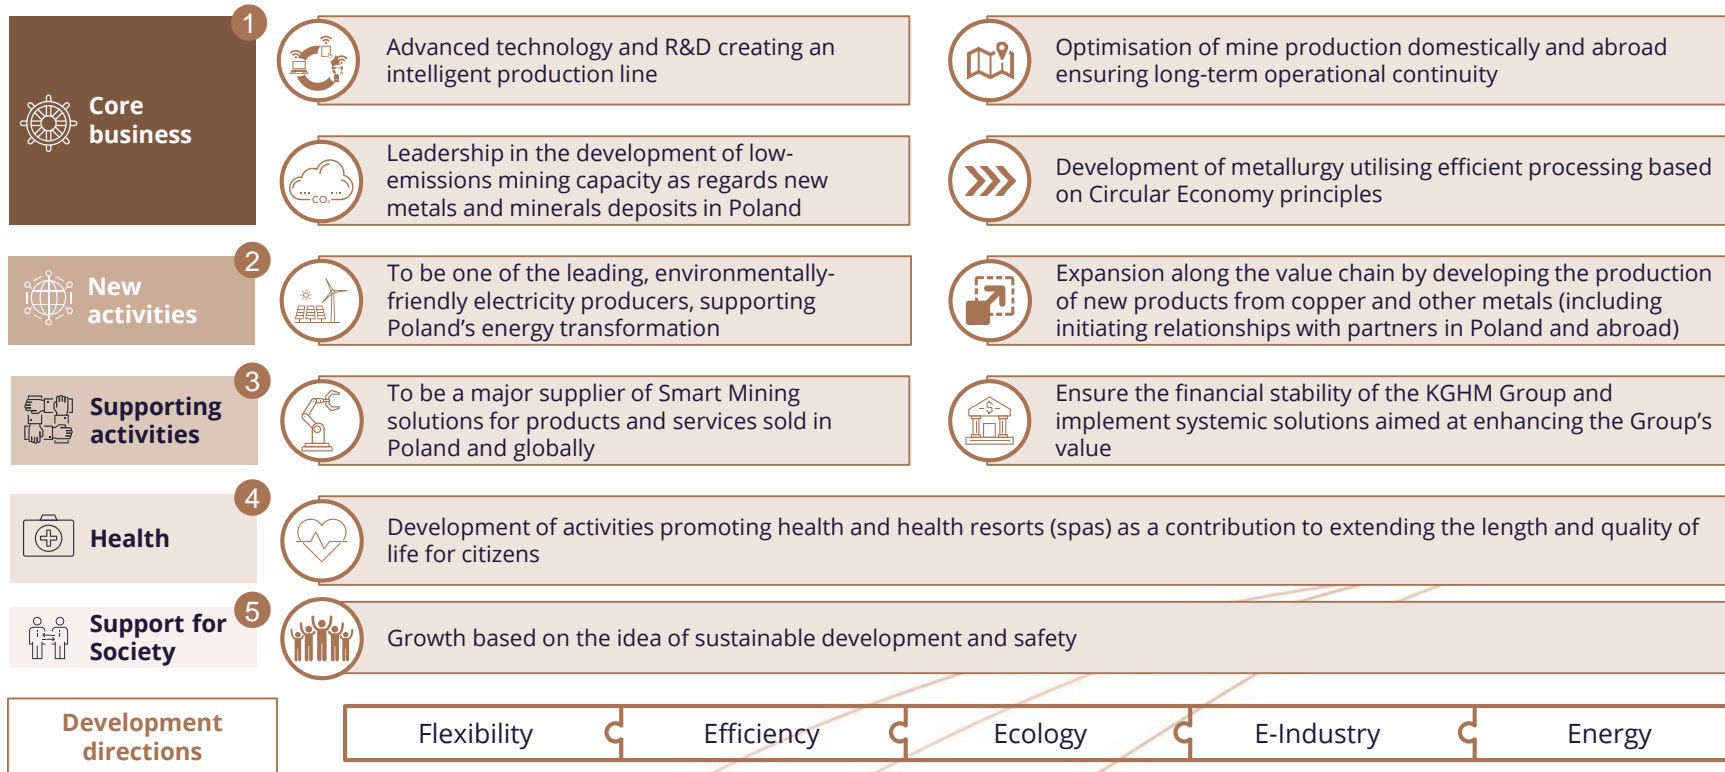 1
Core
business
Advanced technology and R&D creating an
intelligent production line
Optimisation of mine production domestically and abroad
ensuring long-term operational continuity
CO₂
Leadership in the development of low-
emissions mining capacity as regards new
metals and minerals deposits in Poland
Development of metallurgy utilising efficient processing based
on Circular Economy principles
2
New
activities
To be one of the leading, environmentally-
friendly electricity producers, supporting
Poland’s energy transformation
Expansion along the value chain by developing the production
of new products from copper and other metals (including
initiating relationships with partners in Poland and abroad)
3
Supporting
activities
To be a major supplier of Smart Mining
solutions for products and services sold in
Poland and globally
-$-
Ensure the financial stability of the KGHM Group and
implement systemic solutions aimed at enhancing the Group’s
value
4
Health
Development of activities promoting health and health resorts (spas) as a contribution to extending the length and quality of
life for citizens
5
Support for
Society
Growth based on the idea of sustainable development and safety
Development
directions
Flexibility
Efficiency
Ecology
E-Industry
Energy